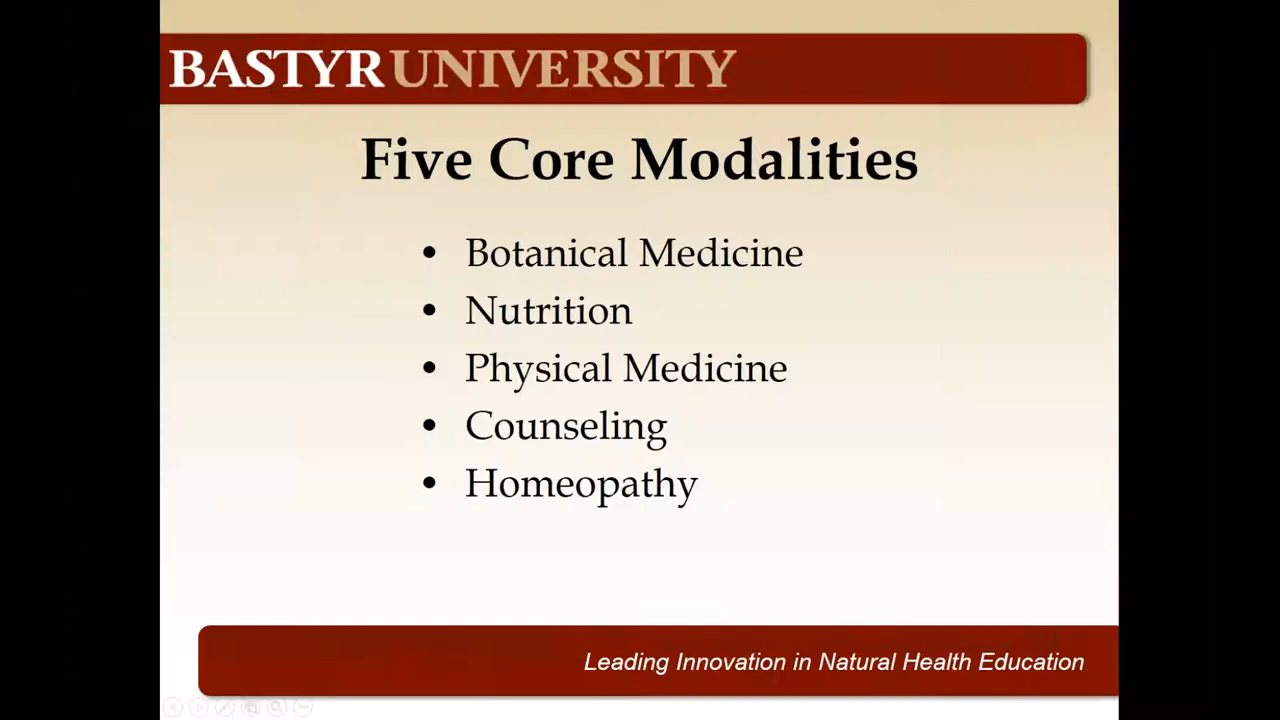 BASTYR UNIVERSITY
Five Core Modalities
• Botanical Medicine
• Nutrition
• Physical Medicine
• Counseling
• Homeopathy
Leading Innovation in Natural Health Education